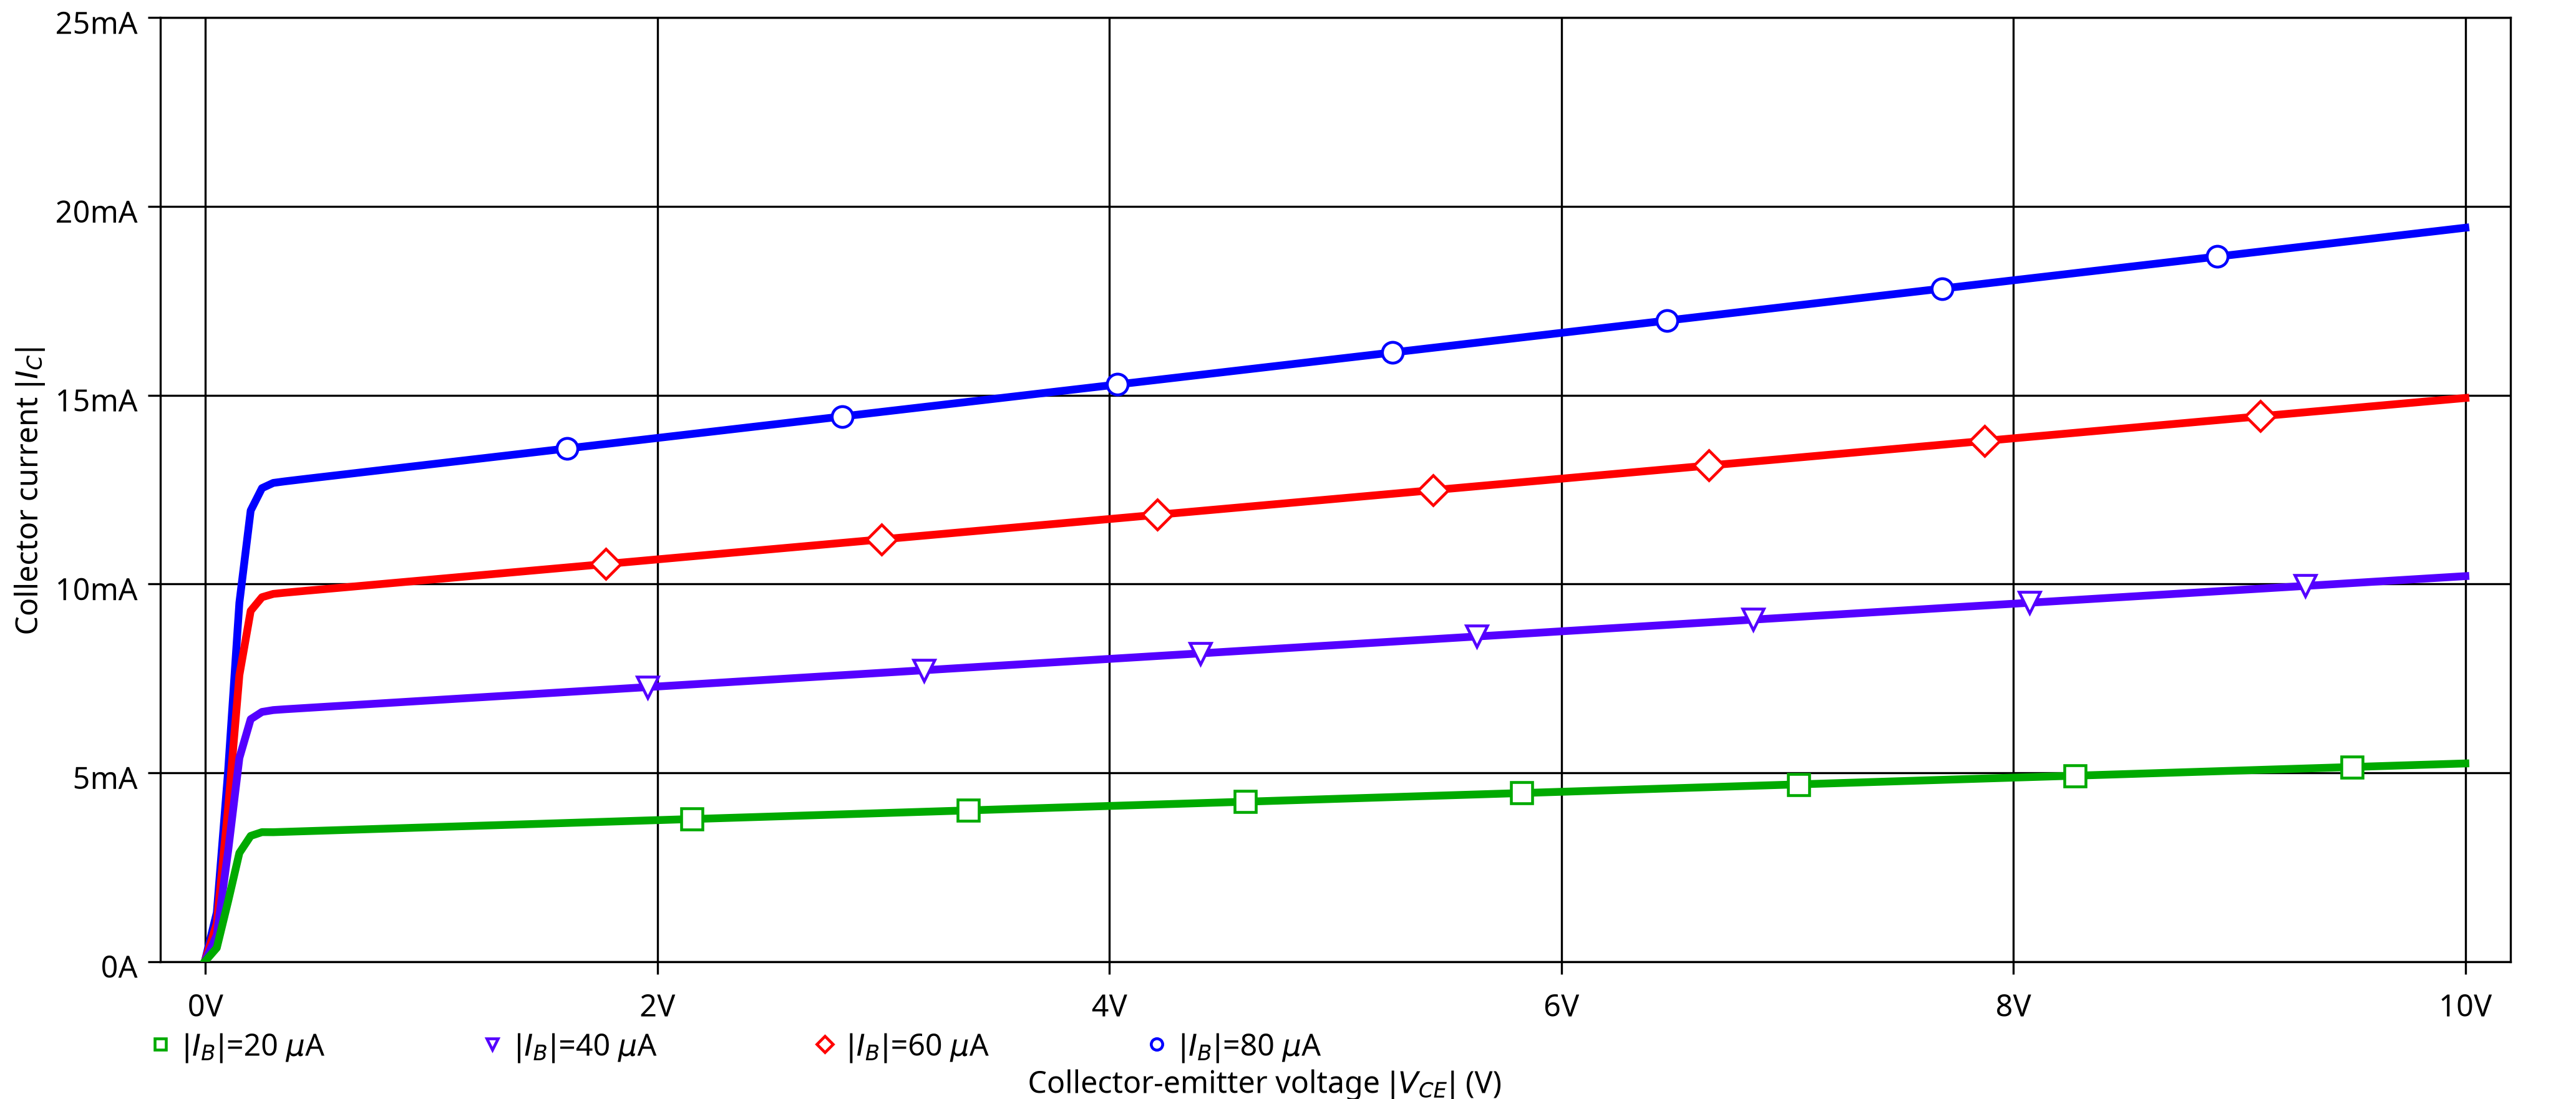 25mA
20mA
15mA
10mA
5mA
0A
Collector current |I_C|
0V 2V 4V 6V 8V 10V
|I_B|=20 μA |I_B|=40 μA |I_B|=60 μA |I_B|=80 μA
Collector-emitter voltage |V_CE| (V)